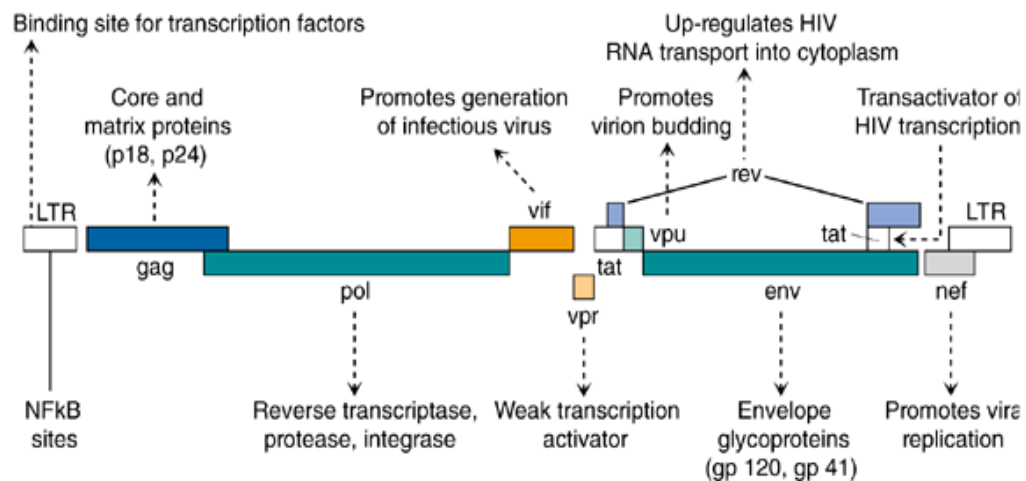 Binding site for transcription factors
Up-regulates HIV
RNA transport into cytoplasm
Core and
matrix proteins
(p18, p24)
Promotes generation
of infectious virus
Promotes
virion budding
Transactivator of
HIV transcription
rev
LTR
vif
LTR
gag
pol
vpr
tat
vpu
tat
env
nef
NFkB
sites
Reverse transcriptase,
protease, integrase
Weak transcription
activator
Envelope
glycoproteins
(gp 120, gp 41)
Promotes vira
replication